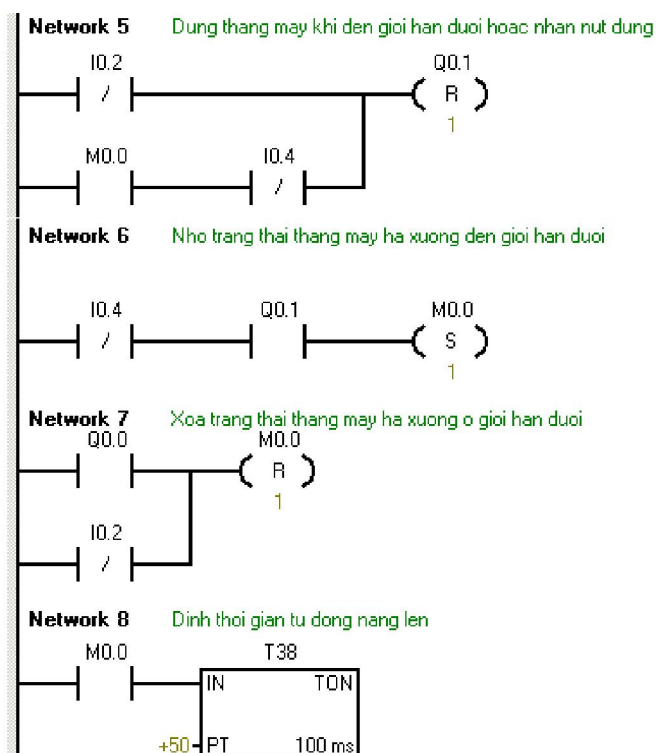 Network 5 Dung thang may khi den gioi han duoi hoac nhan nut dung
I0.2 Q0.1
/ R
1
M0.0 I0.4
/
Network 6 Nho trang thai thang may ha xuong den gioi han duoi
I0.4 Q0.1 M0.0
/ S
1
Network 7 Xoa trang thai thang may ha xuong o gioi han duoi
Q0.0 M0.0
R
1
I0.2
/
Network 8 Dinh thoi gian tu dong nang len
M0.0 T38
IN TON
+50 PT 100 ms